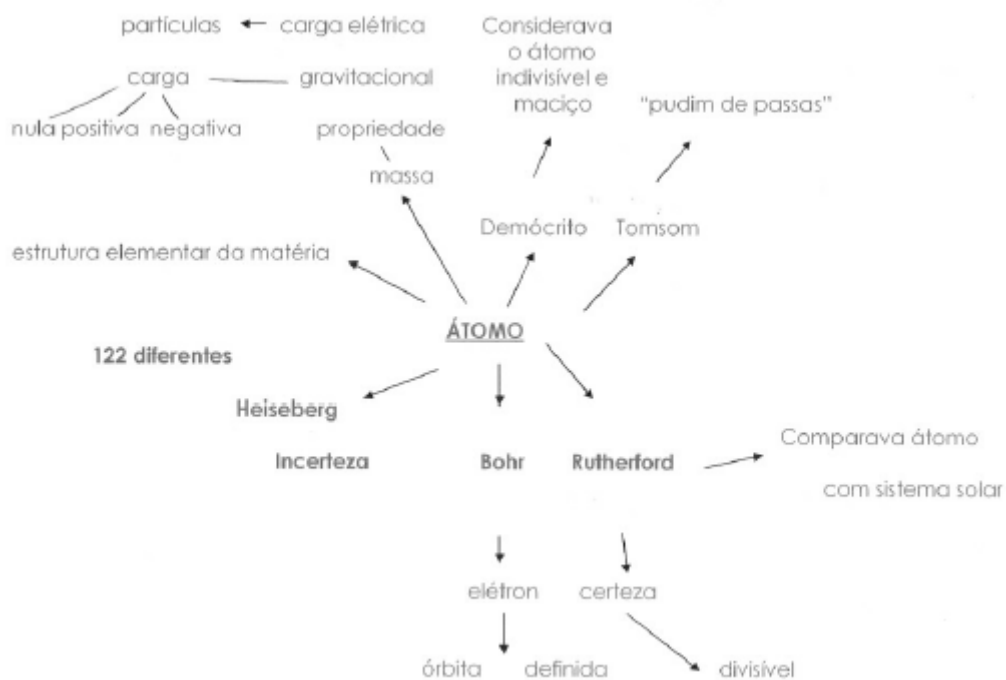 partículas carga elétrica
carga gravitacional
nula positiva negativa
propriedade
massa
Considerava
o átomo
indivisível e
maciço
"pudim de passas"
Demócrito Tomsom
estrutura elementar da matéria
ÁTOMO
122 diferentes
Heiseberg
Incerteza Bohr Rutherford
Comparava átomo
com sistema solar
elétron certeza
órbita definida divisível